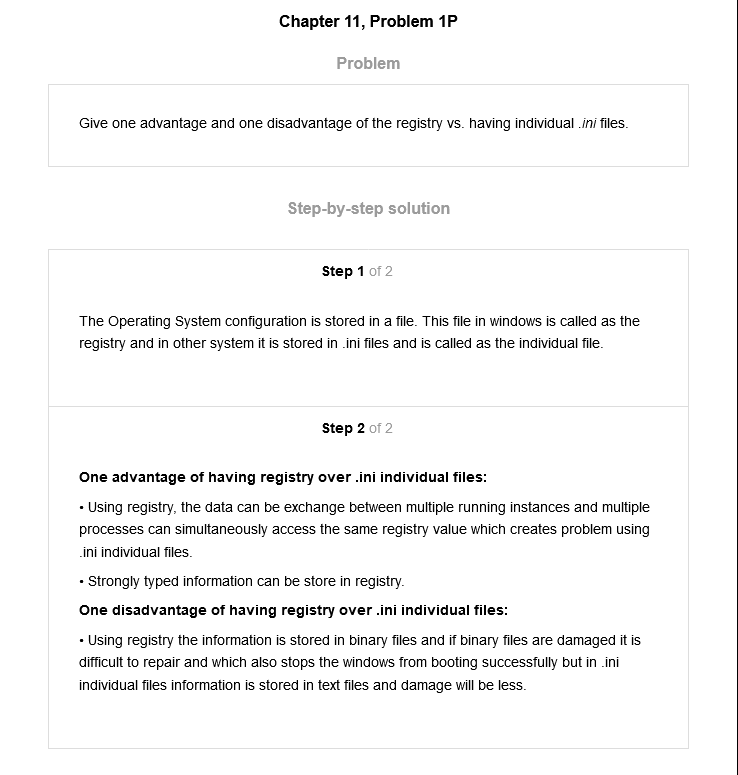 Chapter 11, Problem 1P
Problem
Give one advantage and one disadvantage of the registry vs. having individual .ini files.
Step-by-step solution
Step 1 of 2
The Operating System configuration is stored in a file. This file in windows is called as the
registry and in other system it is stored in .ini files and is called as the individual file.
Step 2 of 2
One advantage of having registry over .ini individual files:
• Using registry, the data can be exchange between multiple running instances and multiple
processes can simultaneously access the same registry value which creates problem using
.ini individual files.
• Strongly typed information can be store in registry.
One disadvantage of having registry over .ini individual files:
• Using registry the information is stored in binary files and if binary files are damaged it is
difficult to repair and which also stops the windows from booting successfully but in .ini
individual files information is stored in text files and damage will be less.